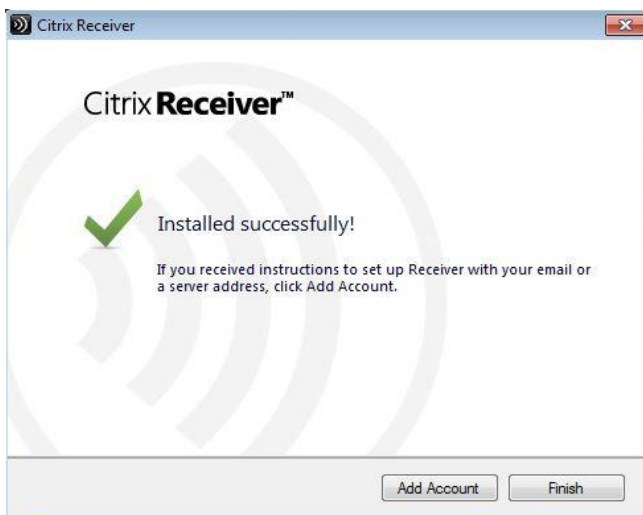 Citrix Receiver
Citrix Receiver™
Installed successfully!
If you received instructions to set up Receiver with your email or
a server address, click Add Account.
Add Account
Finish